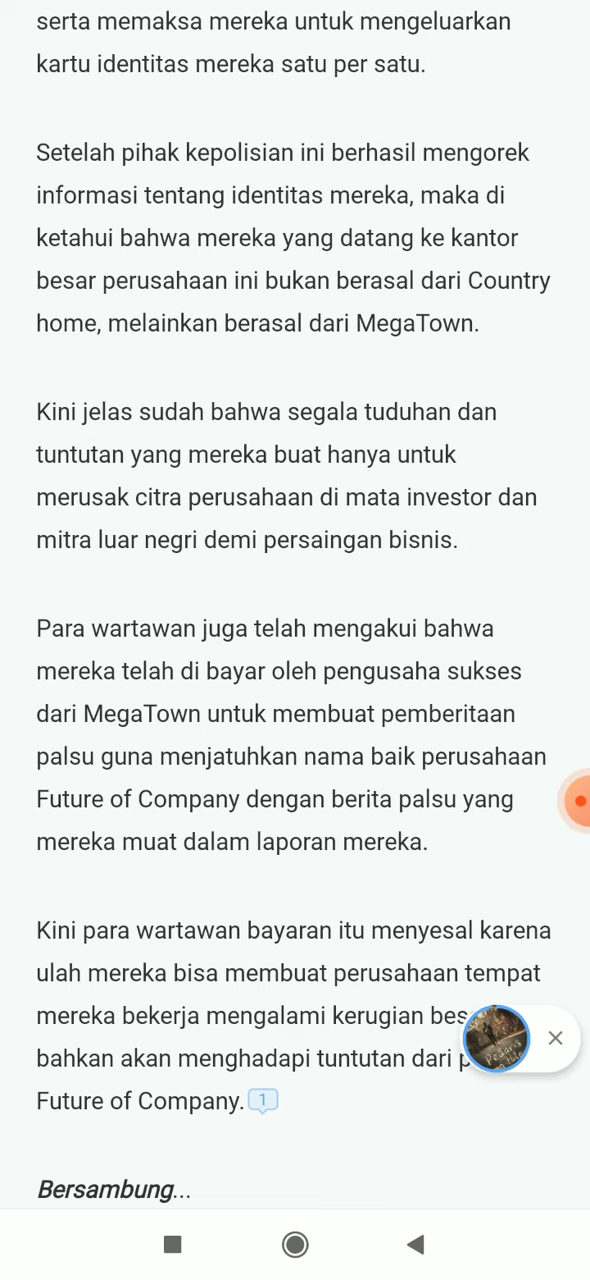 serta memaksa mereka untuk mengeluarkan
kartu identitas mereka satu per satu.
Setelah pihak kepolisian ini berhasil mengorek
informasi tentang identitas mereka, maka di
ketahui bahwa mereka yang datang ke kantor
besar perusahaan ini bukan berasal dari Country
home, melainkan berasal dari MegaTown.
Kini jelas sudah bahwa segala tuduhan dan
tuntutan yang mereka buat hanya untuk
merusak citra perusahaan di mata investor dan
mitra luar negri demi persaingan bisnis.
Para wartawan juga telah mengakui bahwa
mereka telah di bayar oleh pengusaha sukses
dari MegaTown untuk membuat pemberitaan
palsu guna menjatuhkan nama baik perusahaan
Future of Company dengan berita palsu yang
mereka muat dalam laporan mereka.
Kini para wartawan bayaran itu menyesal karena
ulah mereka bisa membuat perusahaan tempat
mereka bekerja mengalami kerugian bes
bahkan akan menghadapi tuntutan dari p
Future of Company. 1
Bersambung...